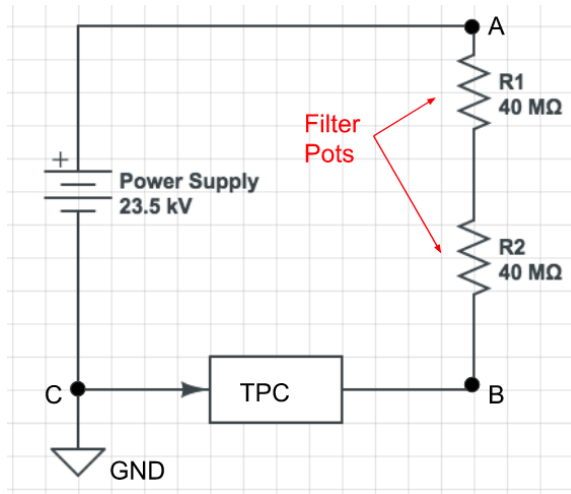 A
R1
40 MΩ
Filter
Pots
+
Power Supply
23.5 kV
R2
40 MΩ
C
TPC
B
GND